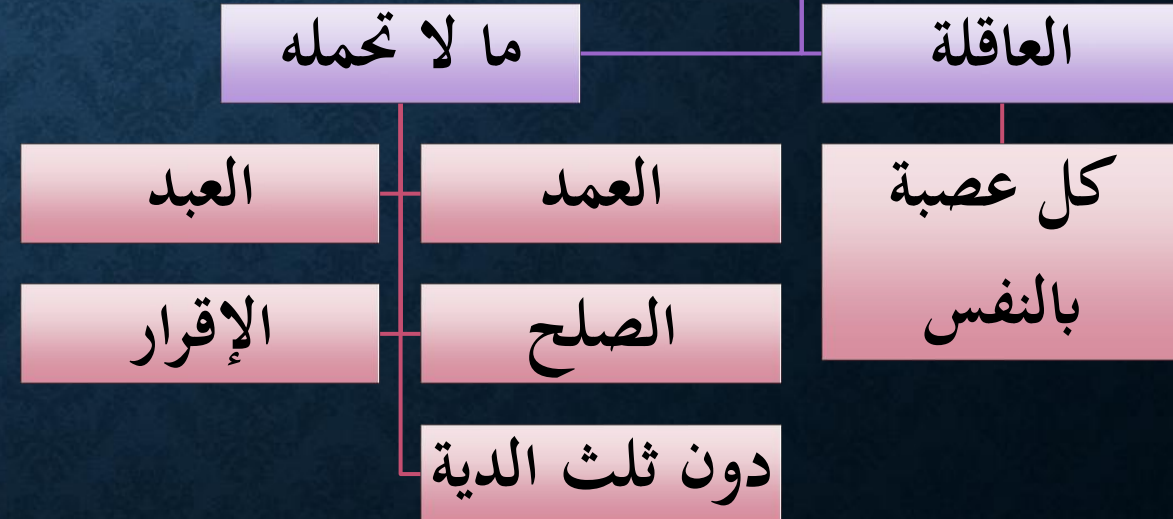 العاقلة
ما لا تحمله
كل عصبة
بالنفس
العمد
العبد
الصلح
الإقرار
دون ثلث الدية